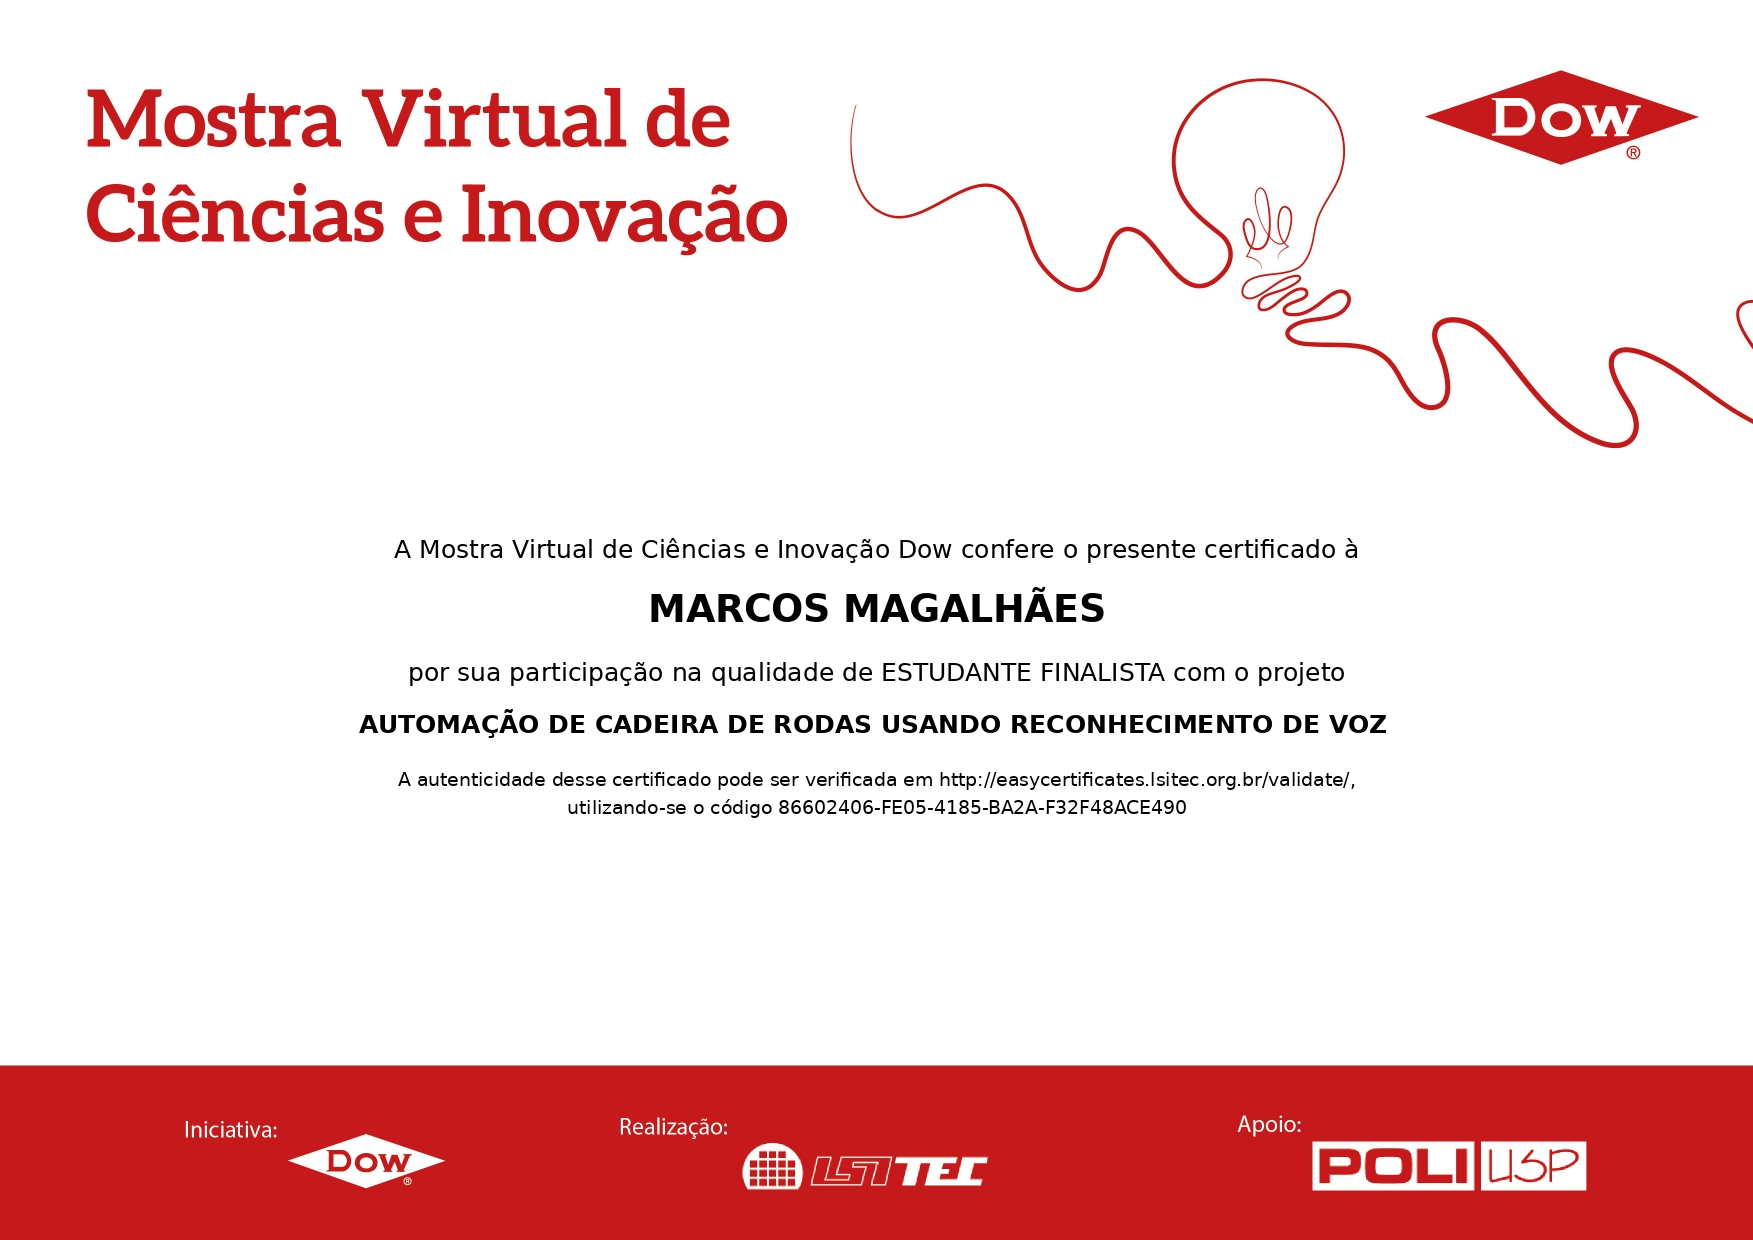 Mostra Virtual de
Ciências e Inovação
DOW
®
A Mostra Virtual de Ciências e Inovação Dow confere o presente certificado à
MARCOS MAGALHÃES
por sua participação na qualidade de ESTUDANTE FINALISTA com o projeto
AUTOMAÇÃO DE CADEIRA DE RODAS USANDO RECONHECIMENTO DE VOZ
A autenticidade desse certificado pode ser verificada em http://easycertificates.lsitec.org.br/validate/,
utilizando-se o código 86602406-FE05-4185-BA2A-F32F48ACE490
Iniciativa:
DOW
®
Realização:
LSITEC
Apoio:
POLI USP